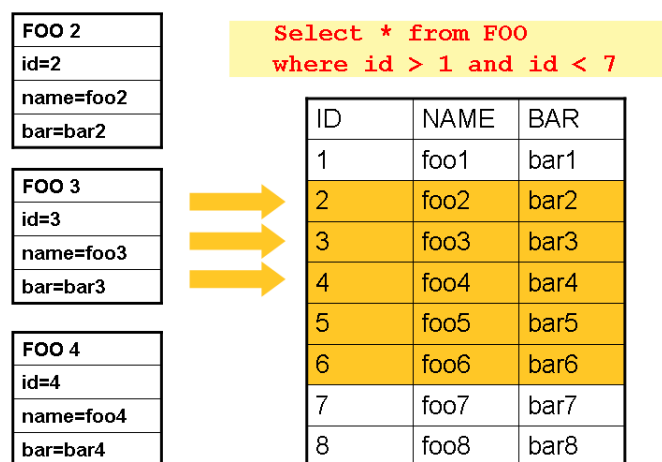 FOO 2
id=2
name=foo2
bar=bar2
FOO 3
id=3
name=foo3
bar=bar3
FOO 4
id=4
name=foo4
bar=bar4
Select * from FOO
where id > 1 and id < 7
ID NAME BAR
1 foo1 bar1
2 foo2 bar2
3 foo3 bar3
4 foo4 bar4
5 foo5 bar5
6 foo6 bar6
7 foo7 bar7
8 foo8 bar8